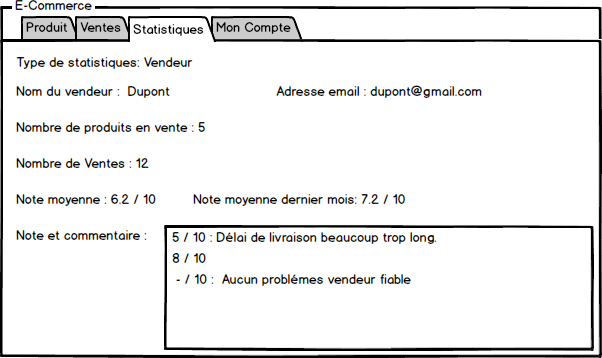 E-Commerce
Produit Ventes Statistiques Mon Compte
Type de statistiques: Vendeur
Nom du vendeur : Dupont Adresse email : dupont@gmail.com
Nombre de produits en vente : 5
Nombre de Ventes : 12
Note moyenne : 6.2 / 10 Note moyenne dernier mois: 7.2 / 10
Note et commentaire :
5 / 10 : Délai de livraison beaucoup trop long.
8 / 10
- / 10 : Aucun problémes vendeur fiable